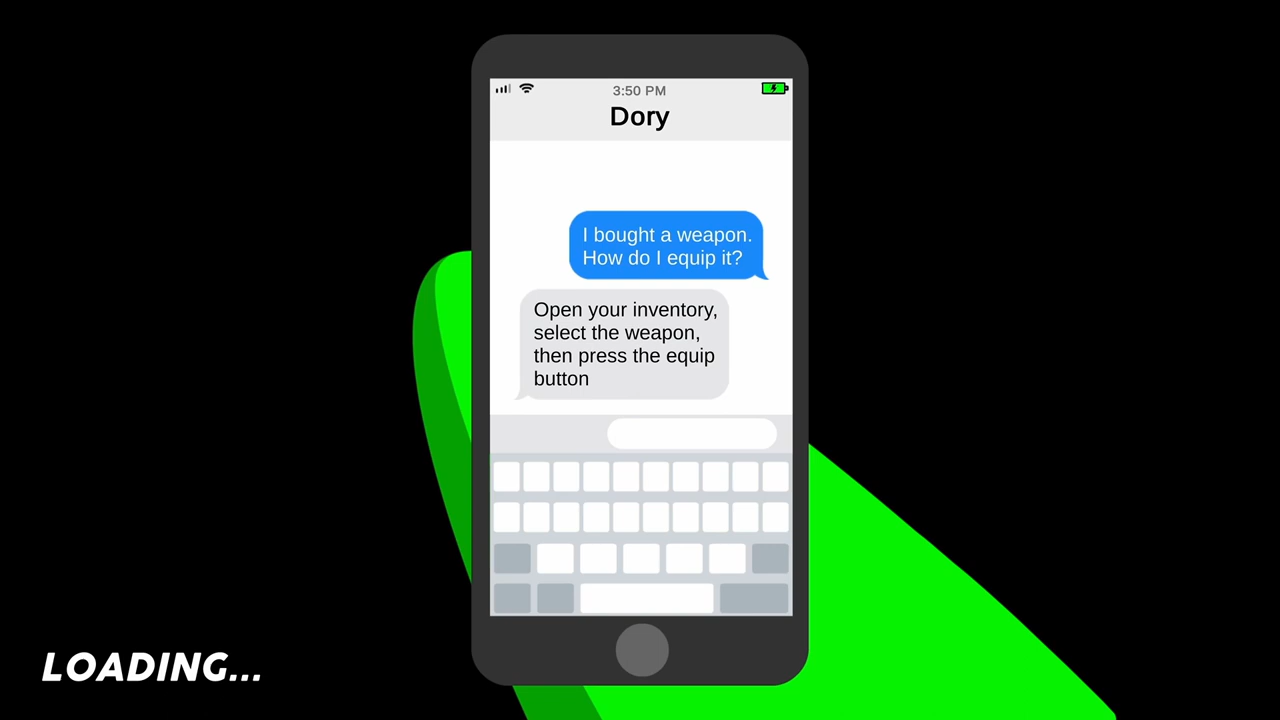 3:50 PM
Dory
I bought a weapon.
How do I equip it?
Open your inventory,
select the weapon,
then press the equip
button
LOADING...